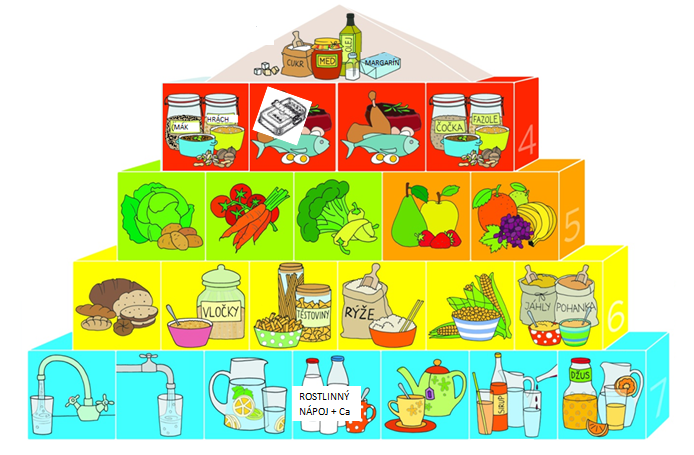 CUKR
MED
OLEJ
MARGARÍN
MÁK
HRÁCH
ČOČKA
FAZOLE
4
5
VLOČKY
TĚSTOVINY
RÝŽE
JÁHLY
POHANKA
6
ROSTLINNÝ
NÁPOJ + Ca
SIRUP
DŽUS
7